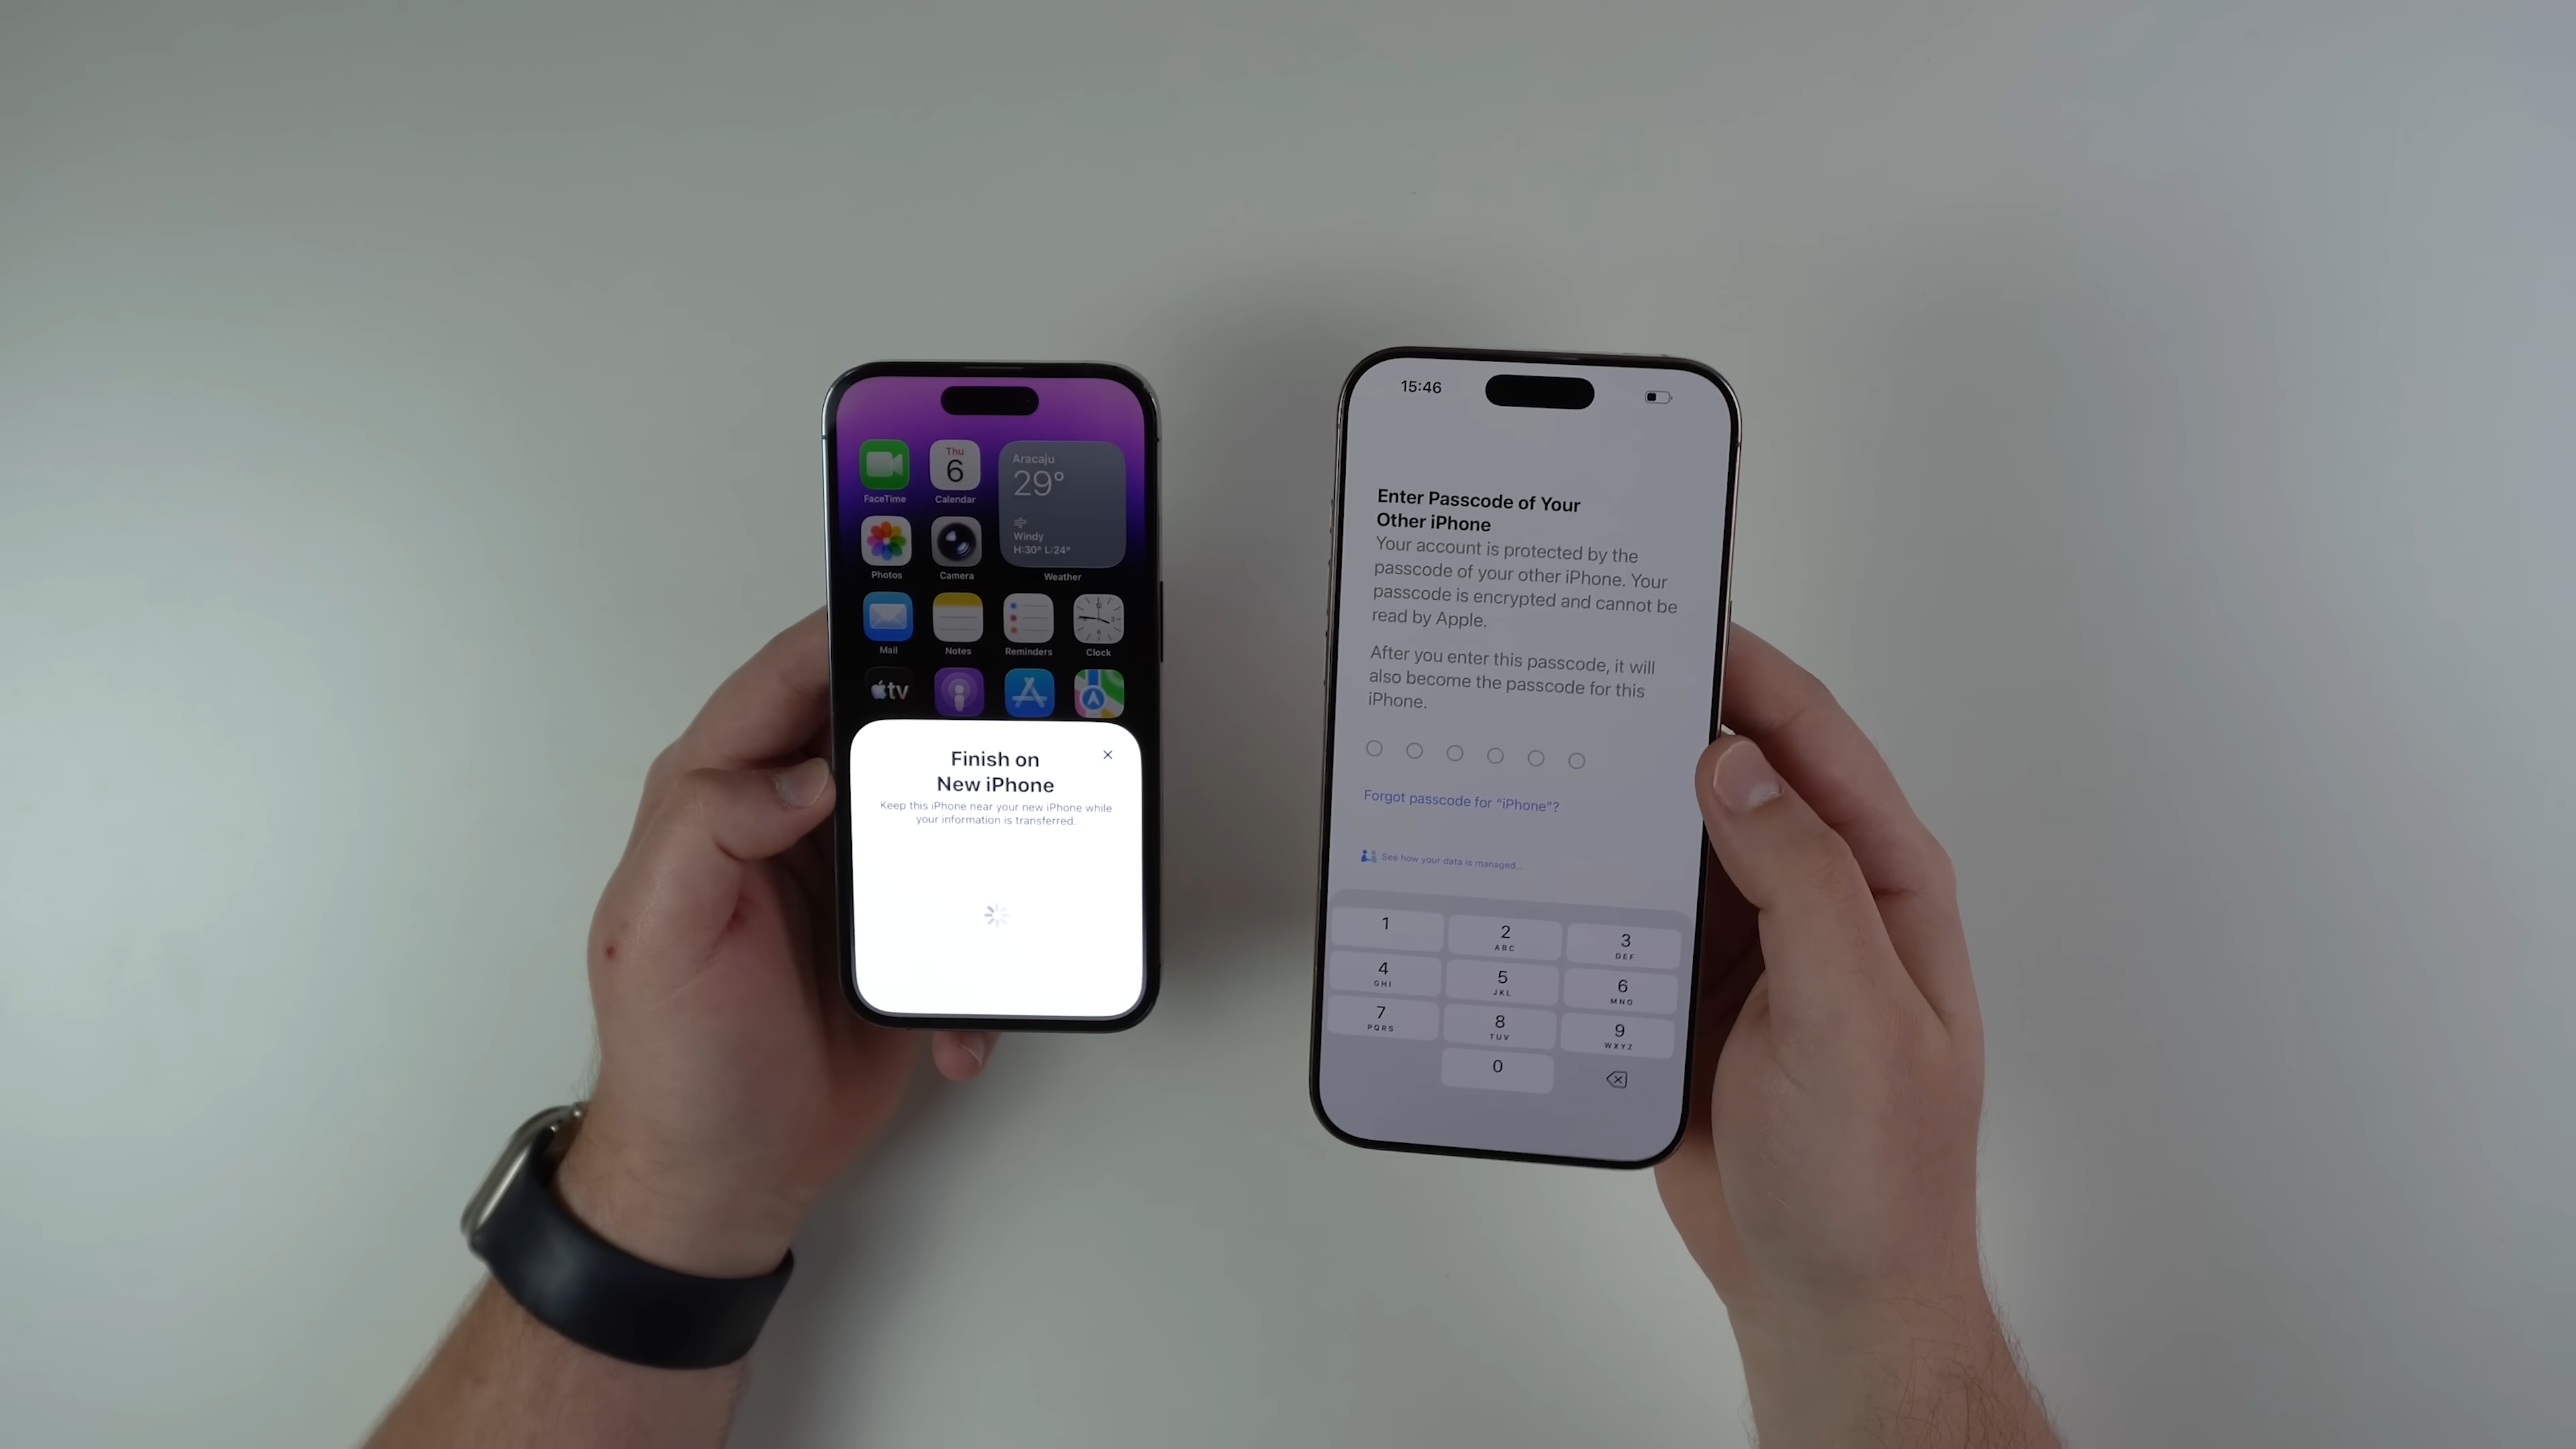 Thu
6
FaceTime
Calendar
Aracaju
29°
Windy
H:30° L:24°
Photos
Camera
Weather
Mail
Notes
Reminders
Clock
tv
Finish on
New iPhone
Keep this iPhone near your new iPhone while
your information is transferred.
15:46
Enter Passcode of Your
Other iPhone
Your account is protected by the
passcode of your other iPhone. Your
passcode is encrypted and cannot be
read by Apple.
After you enter this passcode, it will
also become the passcode for this
iPhone.
Forgot passcode for “iPhone”?
See how your data is managed...
1
2
ABC
3
DEF
4
GHI
5
JKL
6
MNO
7
PQRS
8
TUV
9
WXYZ
0